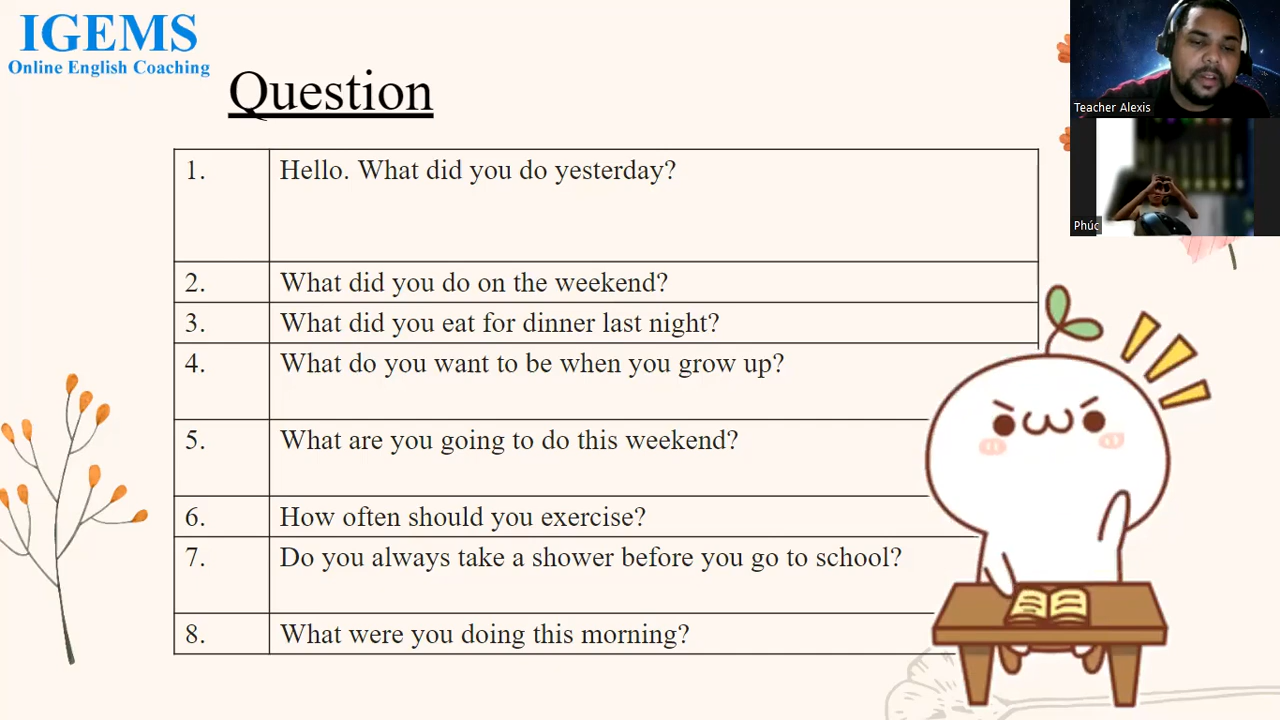 IGEMS
Online English Coaching
Question
1. Hello. What did you do yesterday?
2. What did you do on the weekend?
3. What did you eat for dinner last night?
4. What do you want to be when you grow up?
5. What are you going to do this weekend?
6. How often should you exercise?
7. Do you always take a shower before you go to school?
8. What were you doing this morning?
Teacher Alexis
Phúc